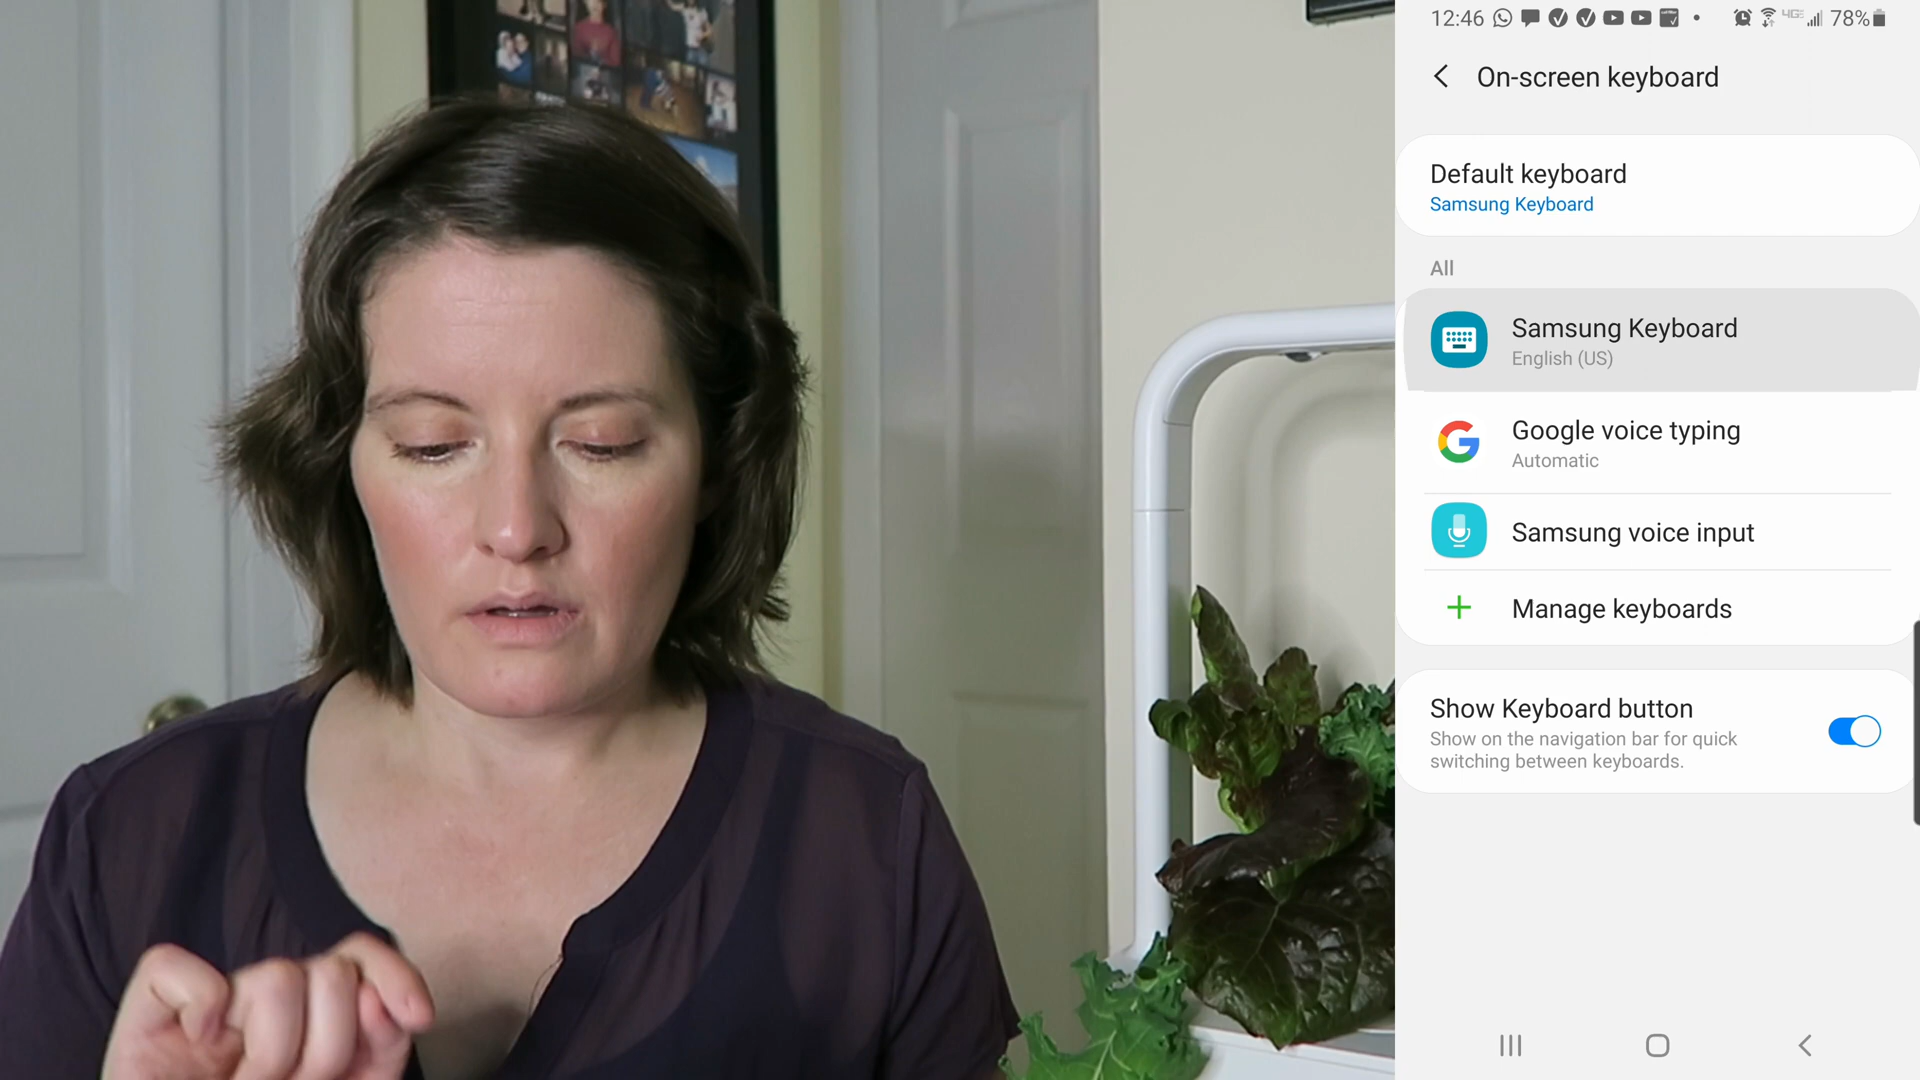 12:46 78%
On-screen keyboard
Default keyboard
Samsung Keyboard
All
Samsung Keyboard
English (US)
Google voice typing
Automatic
Samsung voice input
Manage keyboards
Show Keyboard button
Show on the navigation bar for quick
switching between keyboards.